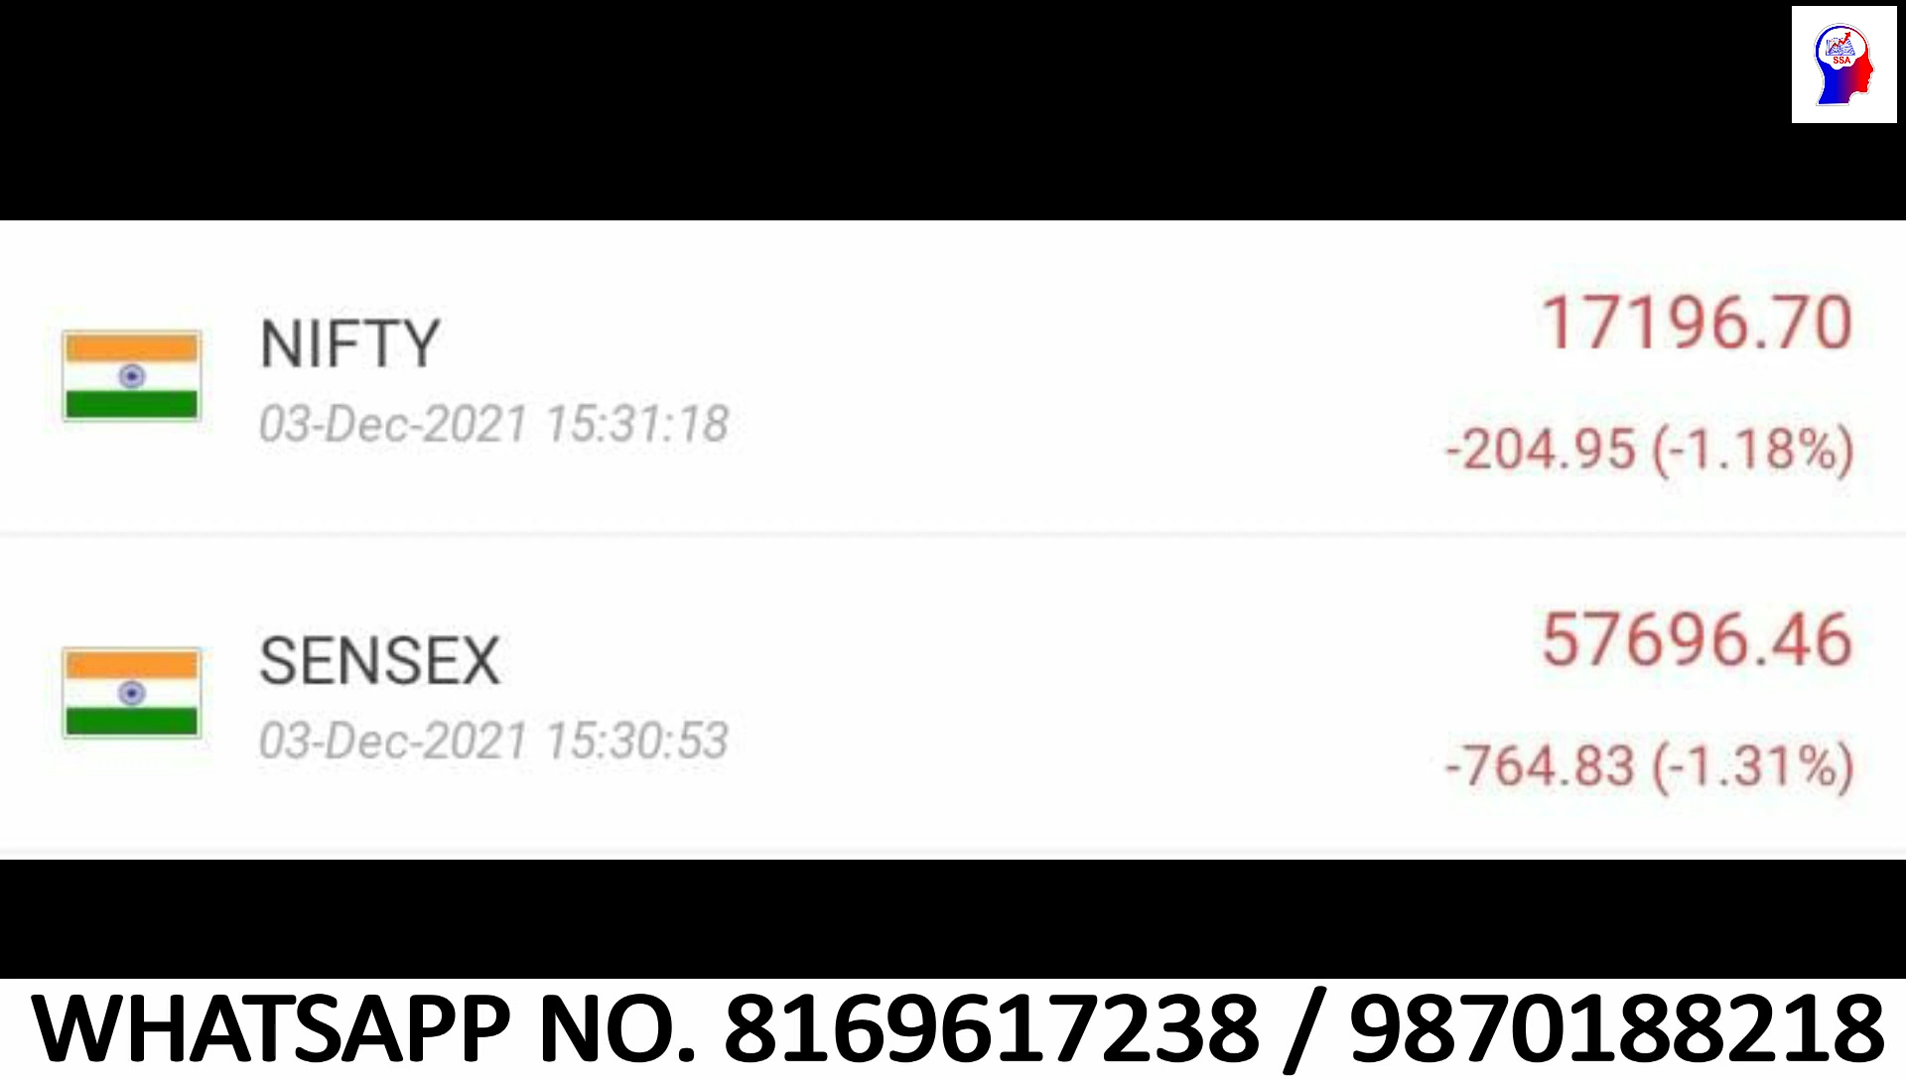 SSA
NIFTY
17196.70
03-Dec-2021 15:31:18
-204.95 (-1.18%)
SENSEX
57696.46
03-Dec-2021 15:30:53
-764.83 (-1.31%)
WHATSAPP NO. 8169617238 / 9870188218